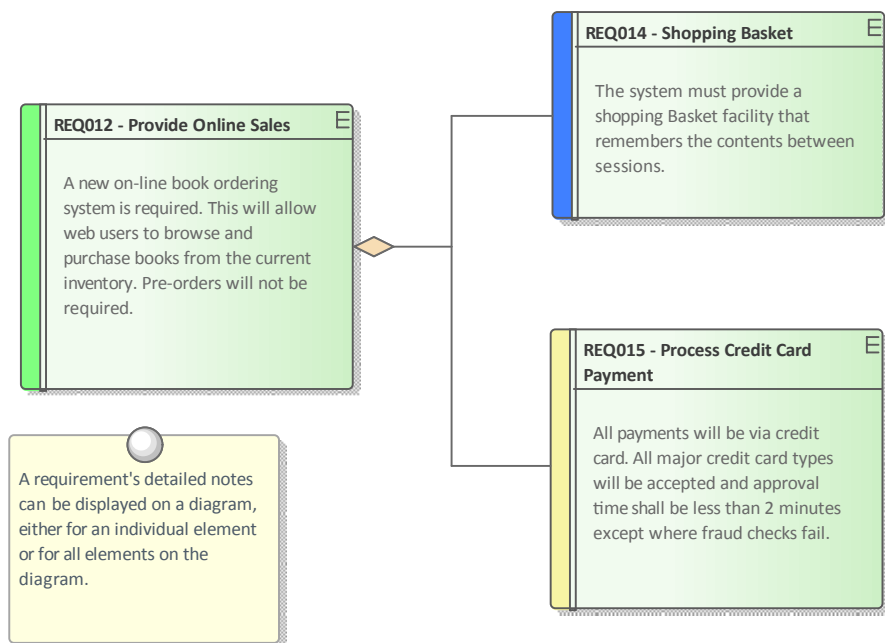 REQ014 - Shopping Basket
E
The system must provide a
shopping Basket facility that
remembers the contents between
sessions.
REQ012 - Provide Online Sales
E
A new on-line book ordering
system is required. This will allow
web users to browse and
purchase books from the current
inventory. Pre-orders will not be
required.
REQ015 - Process Credit Card
Payment
E
All payments will be via credit
card. All major credit card types
will be accepted and approval
time shall be less than 2 minutes
except where fraud checks fail.
A requirement's detailed notes
can be displayed on a diagram,
either for an individual element
or for all elements on the
diagram.